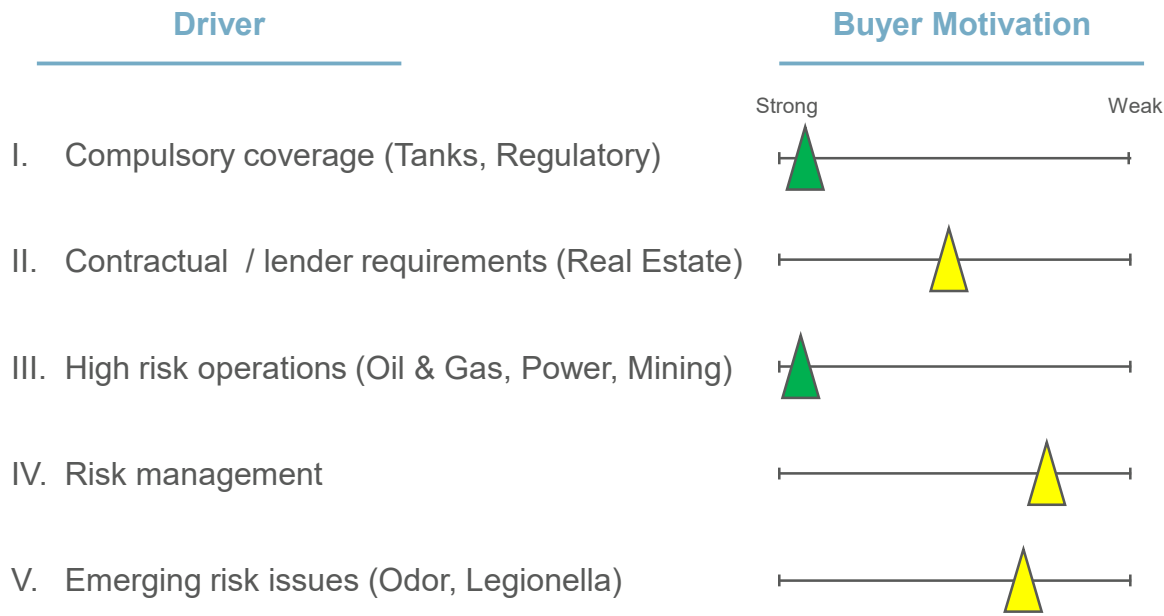 Driver
Buyer Motivation
Strong
Weak
I. Compulsory coverage (Tanks, Regulatory)
II. Contractual / lender requirements (Real Estate)
III. High risk operations (Oil & Gas, Power, Mining)
IV. Risk management
V. Emerging risk issues (Odor, Legionella)